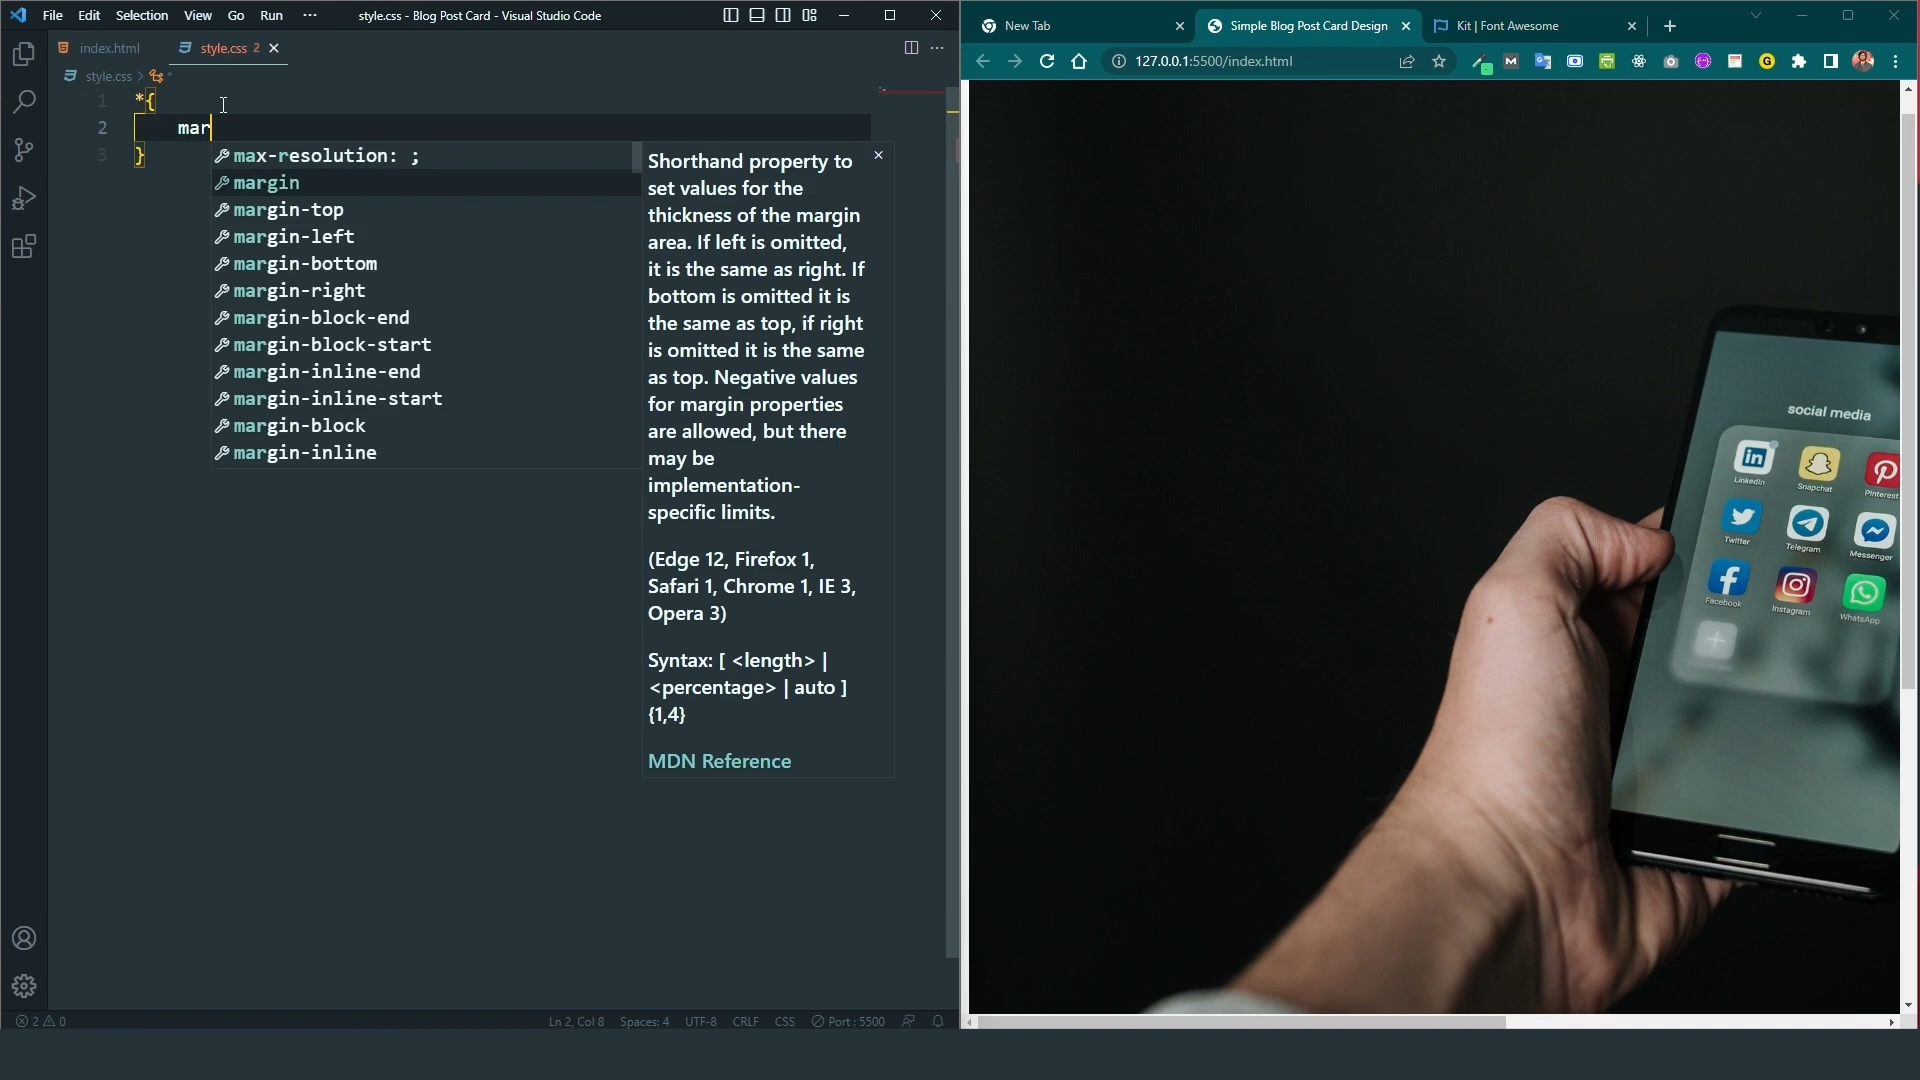 File Edit Selection View Go Run ··· style.css - Blog Post Card - Visual Studio Code
index.html style.css 2
style.css > *
1 *{
2 mar
3 }
max-resolution: ;
margin
margin-top
margin-left
margin-bottom
margin-right
margin-block-end
margin-block-start
margin-inline-end
margin-inline-start
margin-block
margin-inline
Shorthand property to
set values for the
thickness of the margin
area. If left is omitted,
it is the same as right. If
bottom is omitted it is
the same as top, if right
is omitted it is the same
as top. Negative values
for margin properties
are allowed, but there
may be
implementation-
specific limits.
(Edge 12, Firefox 1,
Safari 1, Chrome 1, IE 3,
Opera 3)
Syntax: [ <length> |
<percentage> | auto ]
{1,4}
MDN Reference
2 0 Ln 2, Col 8 Spaces: 4 UTF-8 CRLF CSS Port : 5500
New Tab Simple Blog Post Card Design Kit | Font Awesome
127.0.0.1:5500/index.html
social media
LinkedIn Snapchat Pinterest
Twitter Telegram Messenger
Facebook Instagram WhatsApp